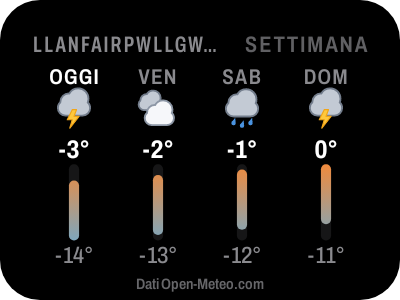 LLANFAIRPWLLGW... SETTIMANA
OGGI VEN SAB DOM
-3° -2° -1° 0°
-14° -13° -12° -11°
Dati Open-Meteo.com